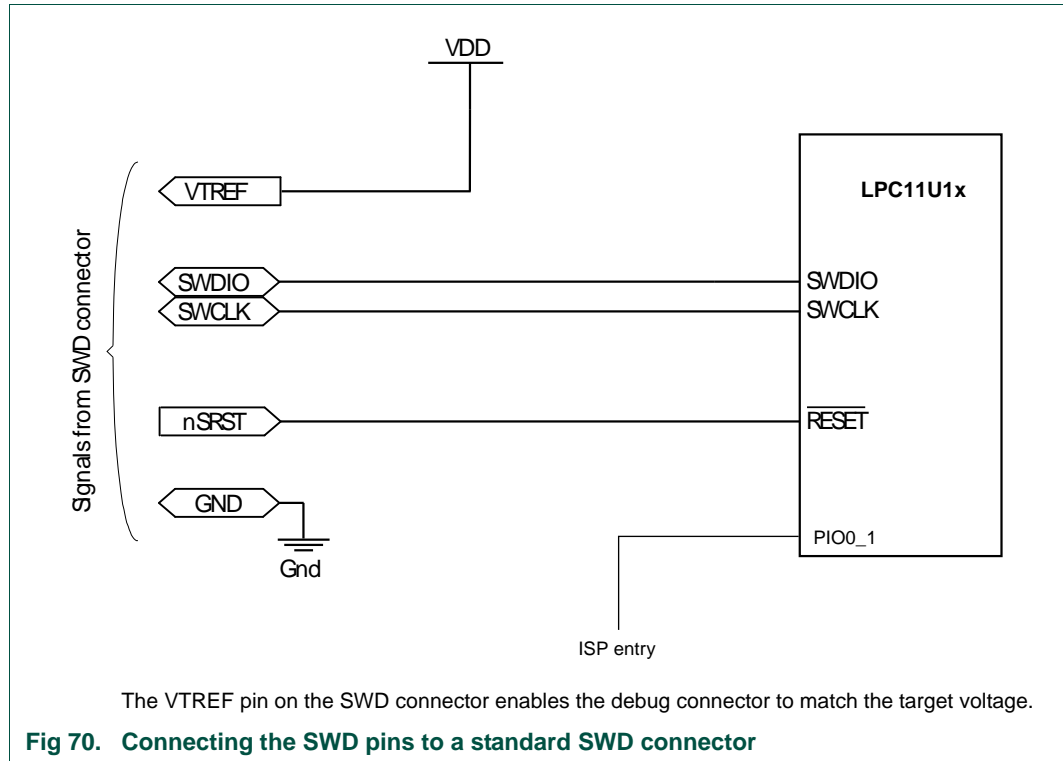 VDD
VTREF
LPC11U1x
Signals from SWD connector
SWDIO
SWDIO
SWCLK
SWCLK
nSRST
RESET
GND
PIO0_1
Gnd
ISP entry
The VTREF pin on the SWD connector enables the debug connector to match the target voltage.
Fig 70. Connecting the SWD pins to a standard SWD connector